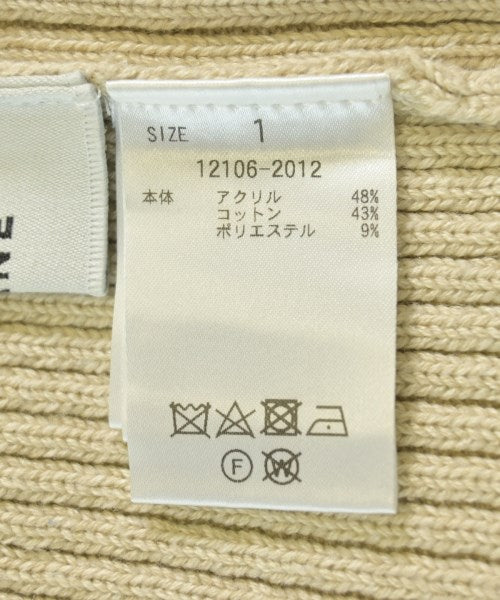 SIZE 1
12106-2012
本体 アクリル 48%
コットン 43%
ポリエステル 9%
F W
NE